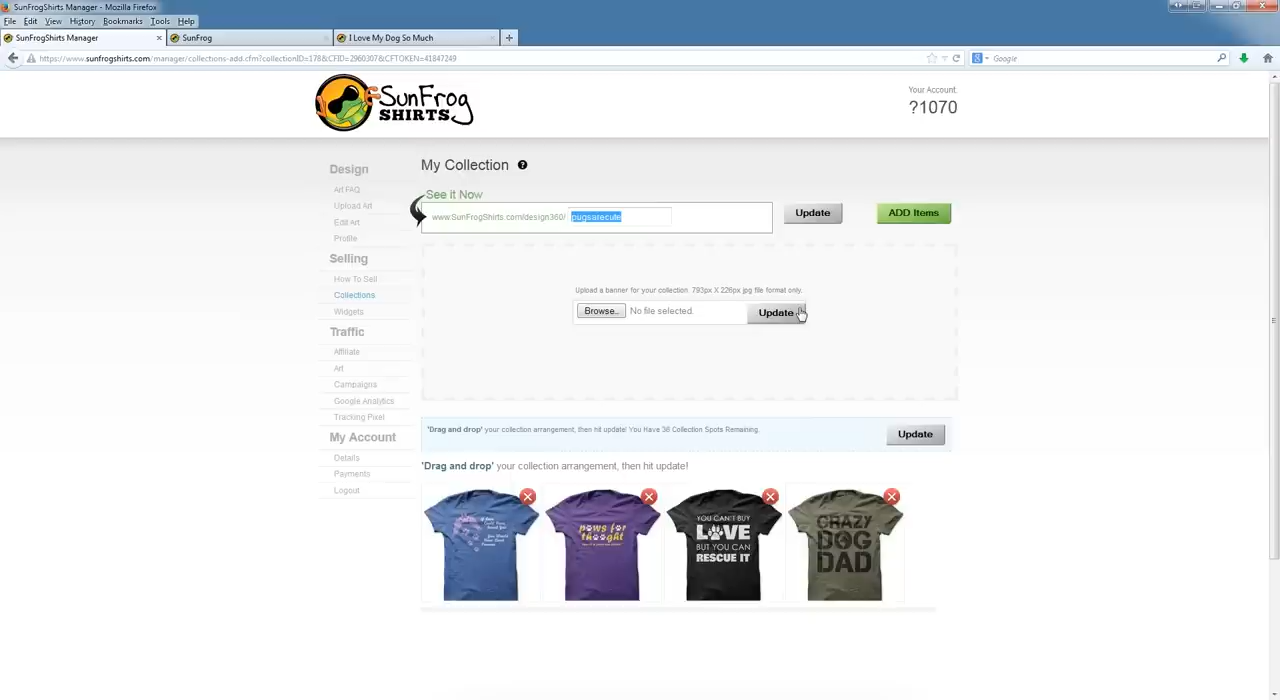 SunFrogShirts Manager - Mozilla Firefox
File Edit View History Bookmarks Tools Help
SunFrogShirts Manager
SunFrog
I Love My Dog So Much
https://www.sunfrogshirts.com/manager/collections-add.cfm?collectionID=178&CFID=2960307&CFTOKEN=41847249
Google
SunFrog
SHIRTS
Your Account:
?1070
Design
Art FAQ
Upload Art
Edit Art
Profile
Selling
How To Sell
Collections
Widgets
Traffic
Affiliate
Art
Campaigns
Google Analytics
Tracking Pixel
My Account
Details
Payments
Logout
My Collection ?
See it Now
www.SunFrogShirts.com/design360/ pugsarecute
Update
ADD Items
Upload a banner for your collection. 793px X 226px jpg file format only.
Browse.. No file selected.
Update
'Drag and drop' your collection arrangement, then hit update! You Have 36 Collection Spots Remaining.
Update
'Drag and drop' your collection arrangement, then hit update!
paws for
thought
YOU CAN'T BUY
LOVE
BUT YOU CAN
RESCUE IT
CRAZY
DOG
DAD